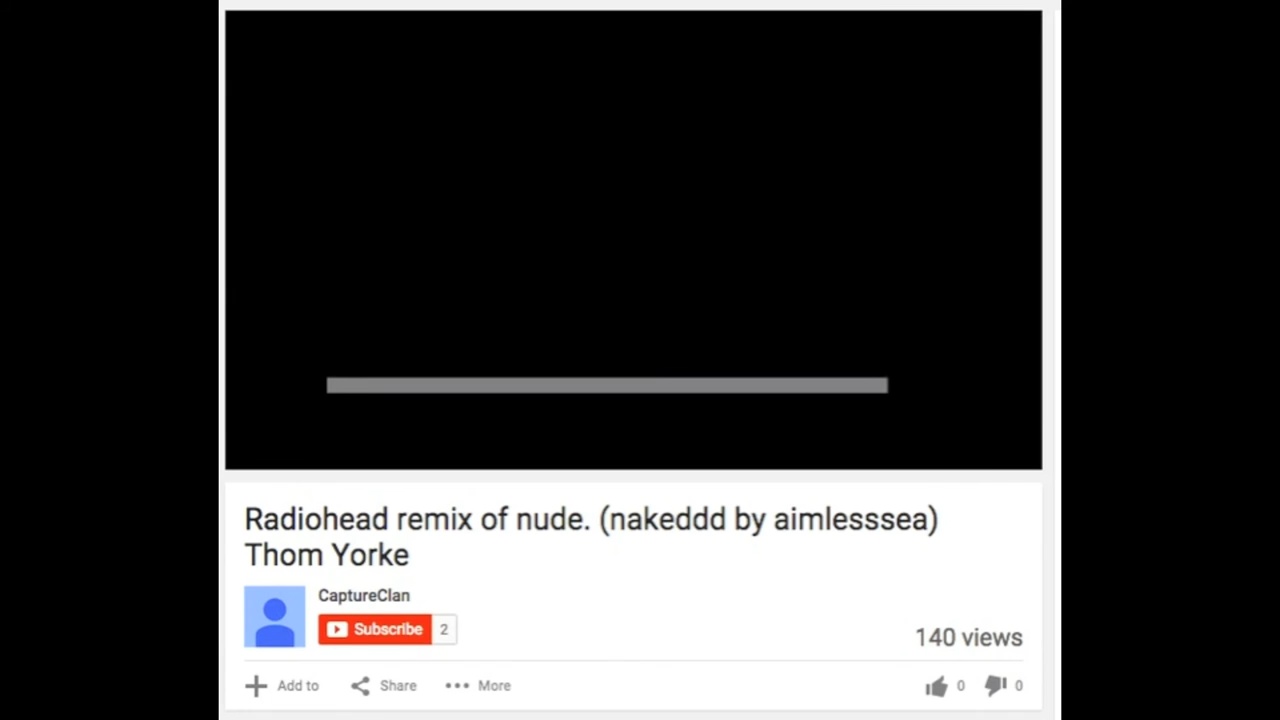 Radiohead remix of nude. (nakeddd by aimlesssea)
Thom Yorke
CaptureClan
Subscribe 2
140 views
Add to Share More 0 0